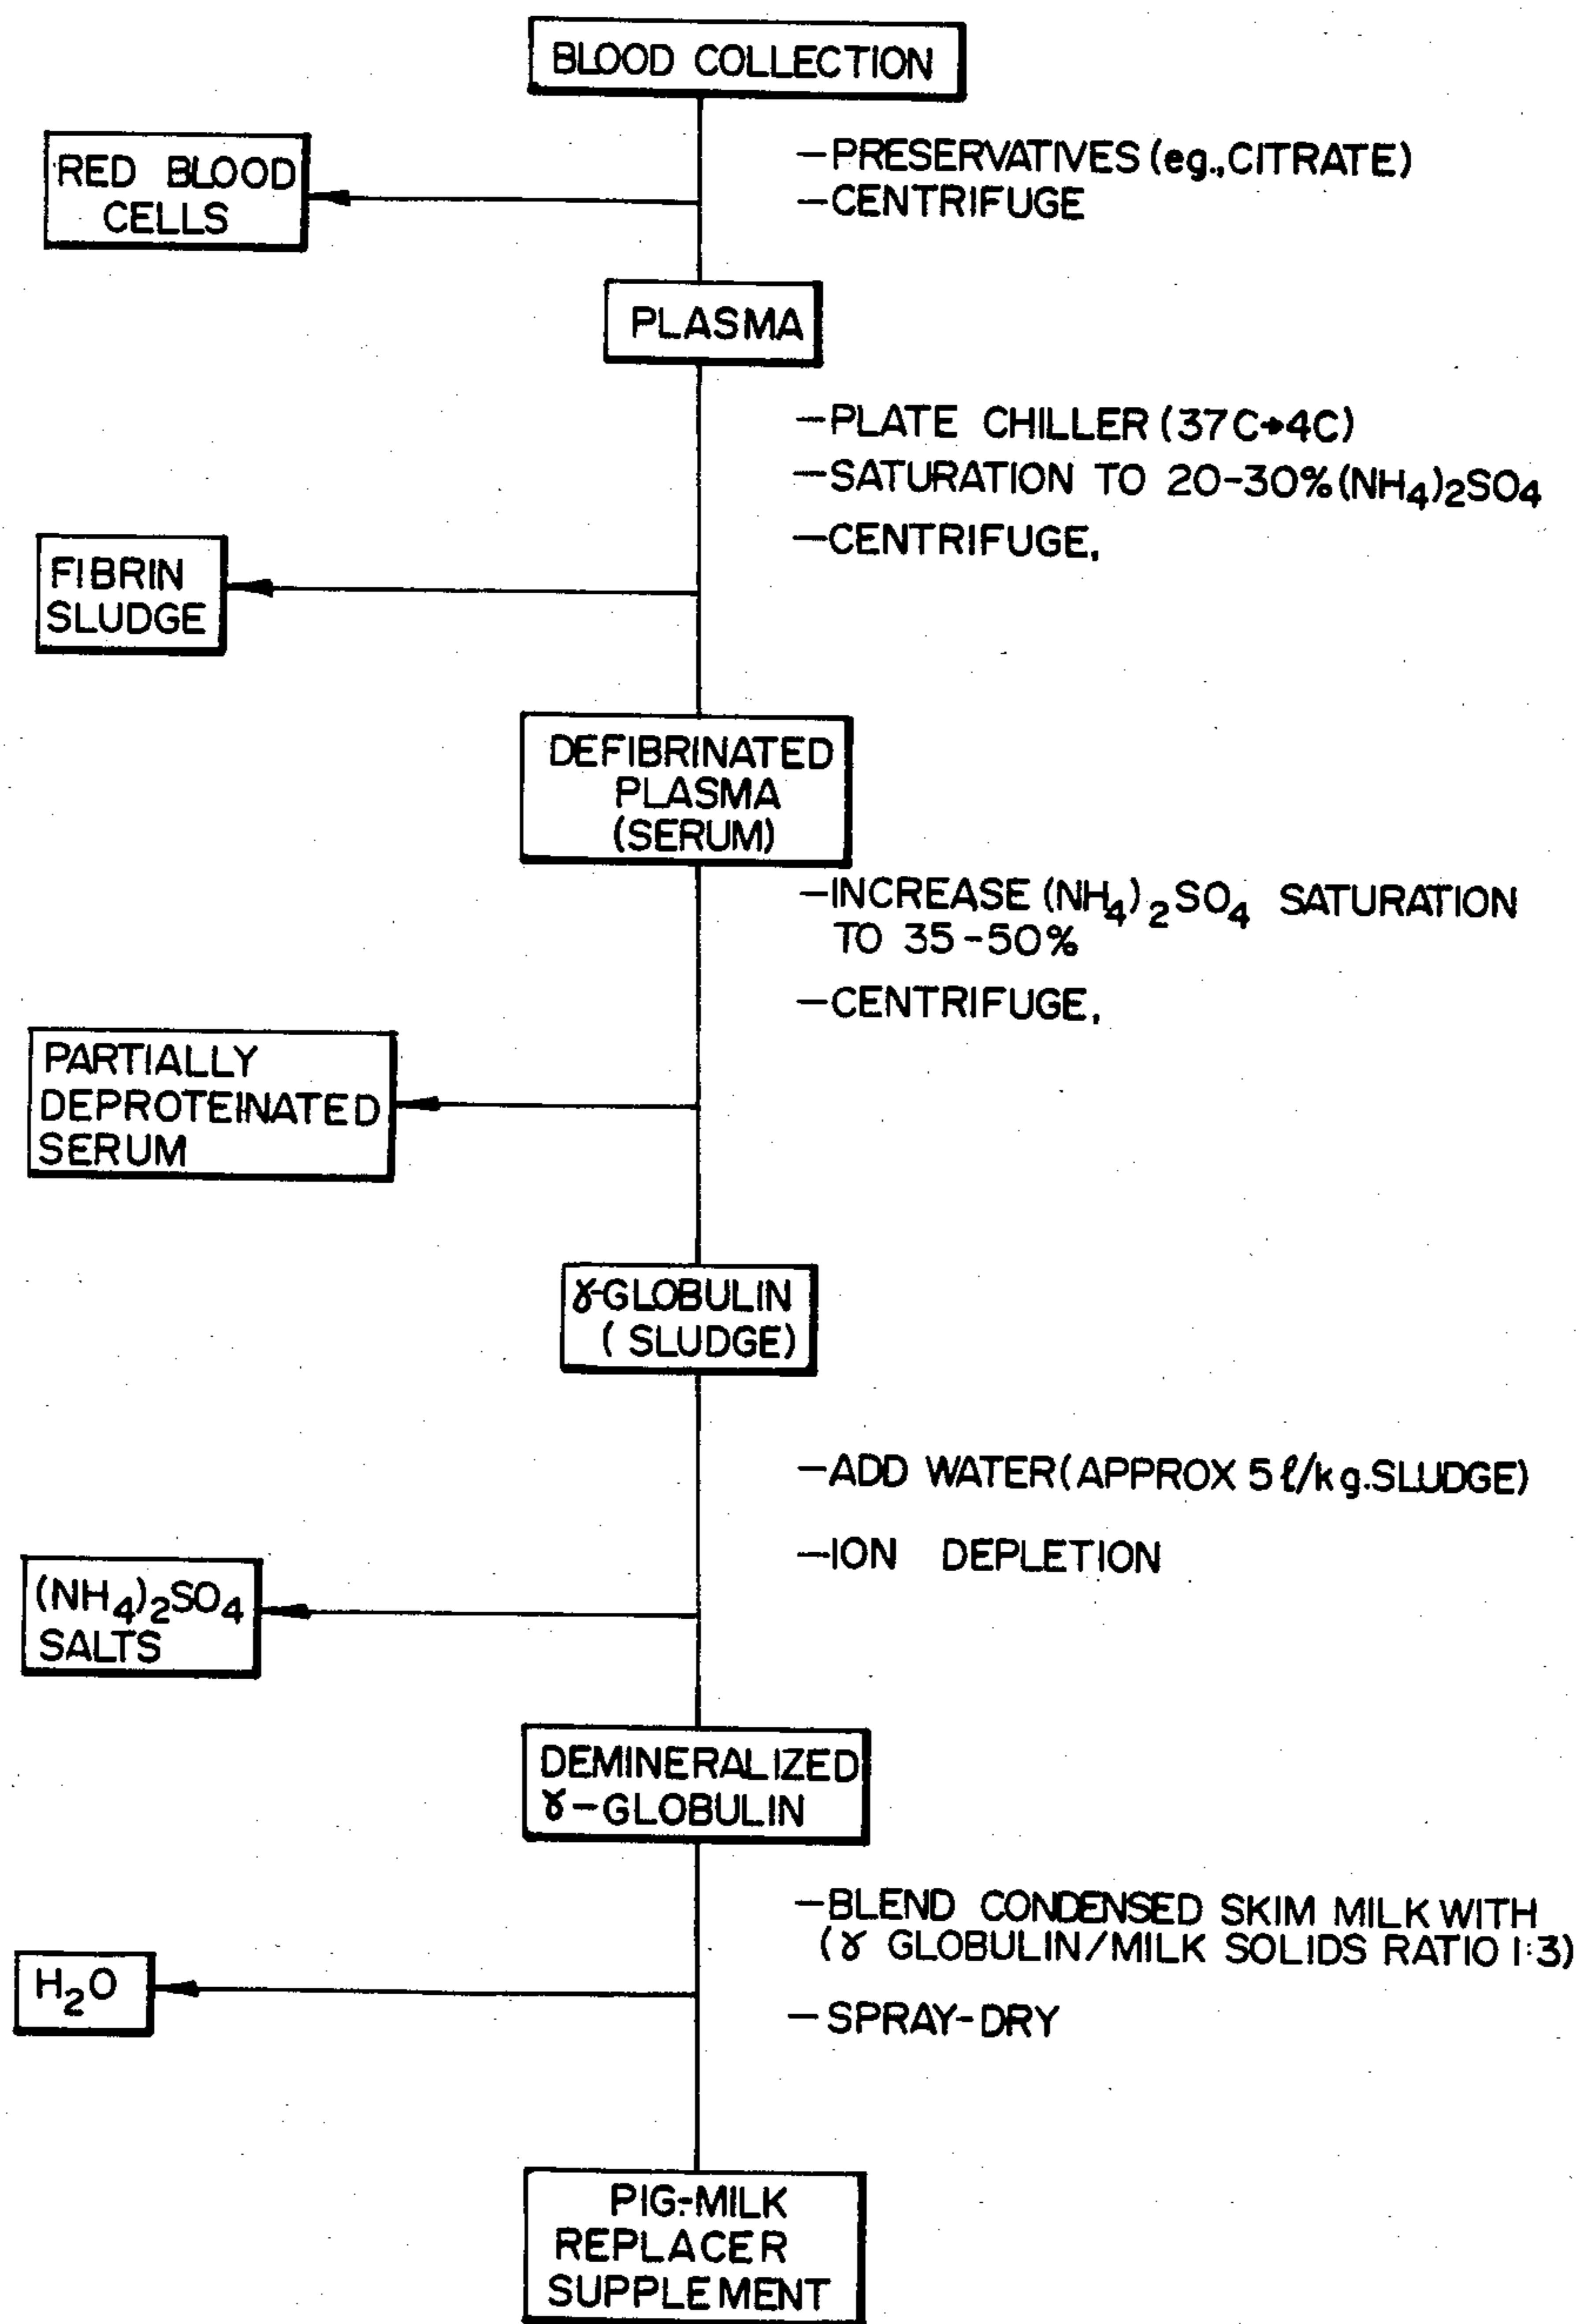 BLOOD COLLECTION
—PRESERVATIVES (eg., CITRATE)
—CENTRIFUGE
RED BLOOD
CELLS
PLASMA
—PLATE CHILLER (37C→4C)
—SATURATION TO 20-30% (NH₄)₂SO₄
—CENTRIFUGE,
FIBRIN
SLUDGE
DEFIBRINATED
PLASMA
(SERUM)
—INCREASE (NH₄)₂SO₄ SATURATION
TO 35-50%
—CENTRIFUGE,
PARTIALLY
DEPROTEINATED
SERUM
γ-GLOBULIN
(SLUDGE)
—ADD WATER (APPROX 5 ℓ/kg. SLUDGE)
—ION DEPLETION
(NH₄)₂SO₄
SALTS
DEMINERALIZED
γ-GLOBULIN
—BLEND CONDENSED SKIM MILK WITH
(γ GLOBULIN/MILK SOLIDS RATIO 1:3)
—SPRAY-DRY
H₂O
PIG-MILK
REPLACER
SUPPLEMENT